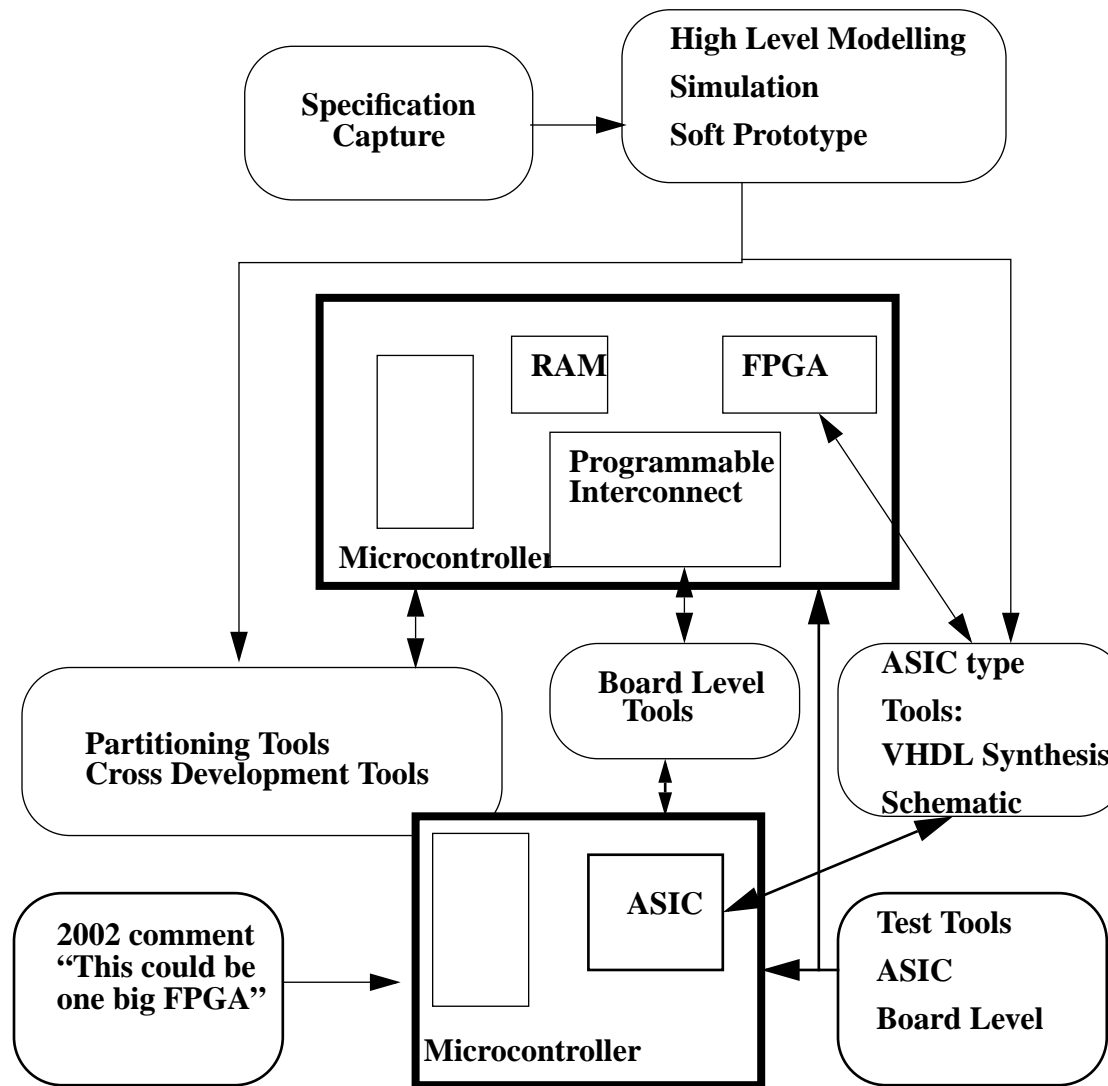 Specification
Capture
High Level Modelling
Simulation
Soft Prototype
RAM
FPGA
Programmable
Interconnect
Microcontroller
Board Level
Tools
ASIC type
Tools:
VHDL Synthesis
Schematic
Partitioning Tools
Cross Development Tools
ASIC
Microcontroller
2002 comment
“This could be
one big FPGA”
Test Tools
ASIC
Board Level